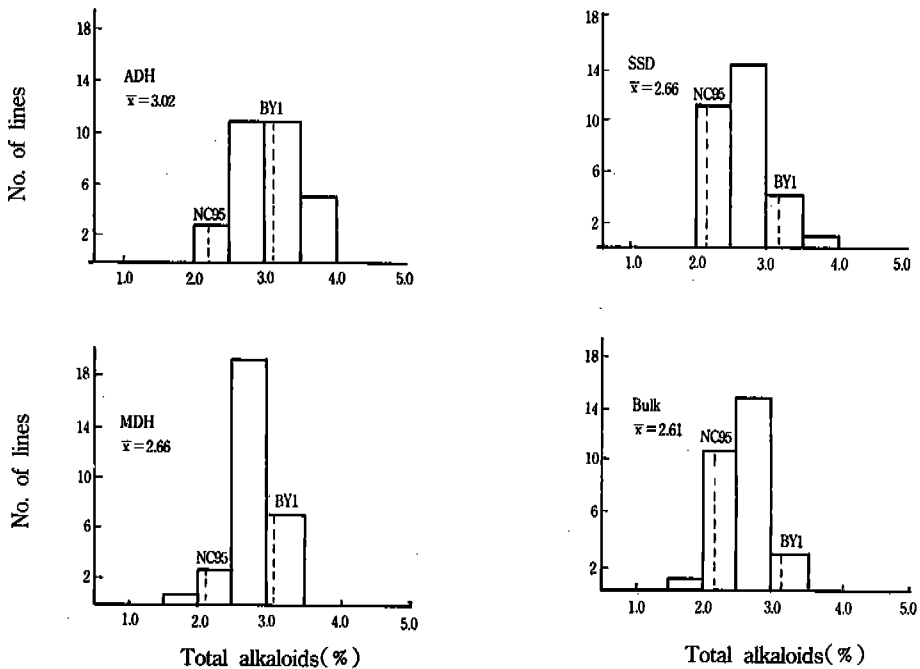 No. of lines
18
14
10
6
2
ADH
x̄=3.02
NC95
BY1
1.0 2.0 3.0 4.0 5.0
18
14
10
6
2
SSD
x̄=2.66
NC95
BY1
1.0 2.0 3.0 4.0 5.0
No. of lines
18
14
10
6
2
MDH
x̄=2.66
NC95
BY1
1.0 2.0 3.0 4.0 5.0
Total alkaloids(%)
18
14
10
6
2
Bulk
x̄=2.61
NC95
BY1
1.0 2.0 3.0 4.0 5.0
Total alkaloids(%)